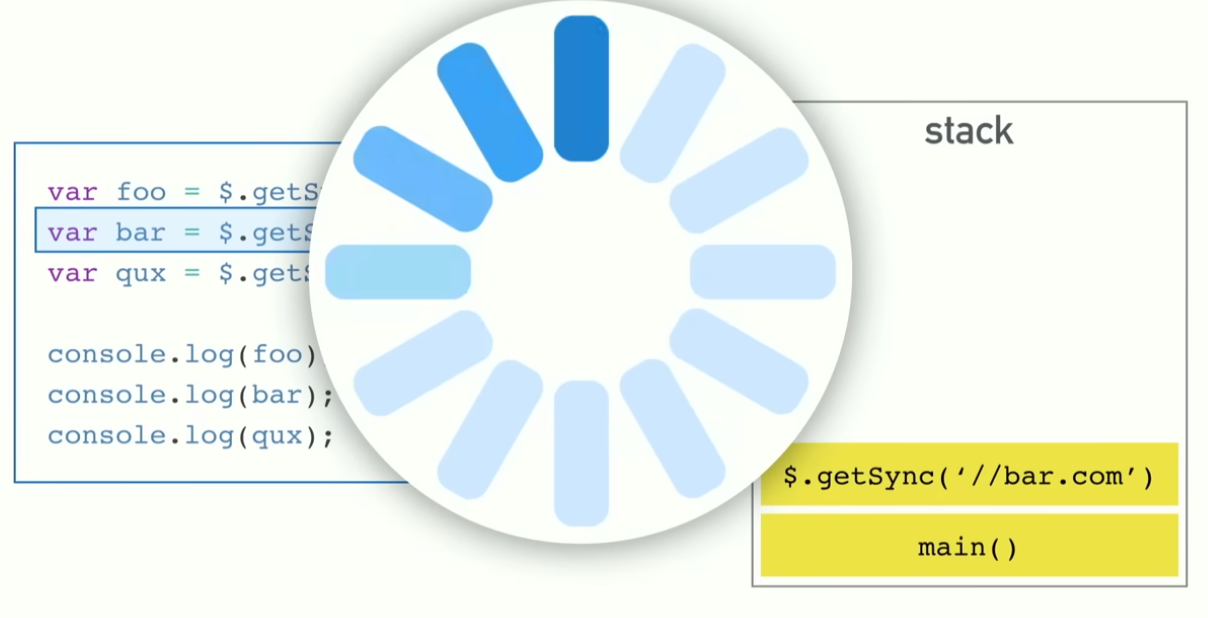 var foo = $.getS
var bar = $.getS
var qux = $.getS
console.log(foo)
console.log(bar);
console.log(qux);
stack
$.getSync(‘//bar.com’)
main()